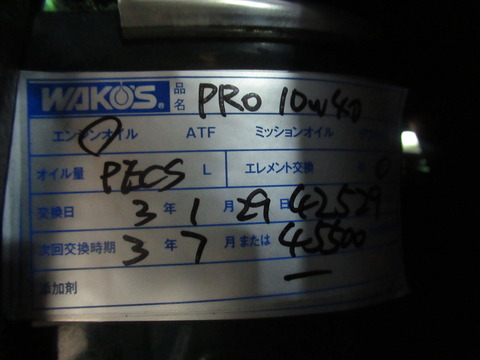 WAKO'S® 品名 PRO 10W40
エンジンオイル ATF ミッションオイル
オイル量 PECS L エレメント交換
交換日 3 年 1 月 29 日 42529
次回交換時期 3 年 7 月または 45500
添加剤 —